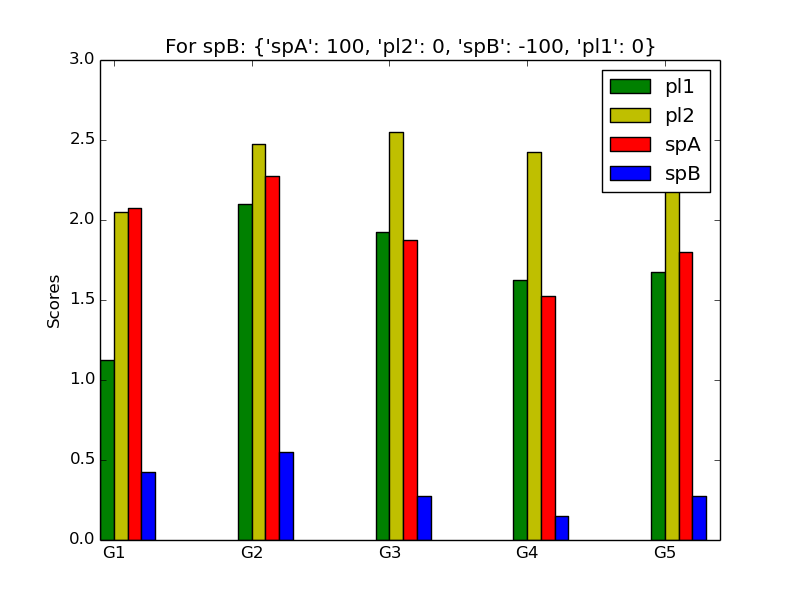 For spB: {'spA': 100, 'pl2': 0, 'spB': -100, 'pl1': 0}
3.0
2.5
2.0
1.5
1.0
0.5
0.0
Scores
pl1
pl2
spA
spB
G1 G2 G3 G4 G5